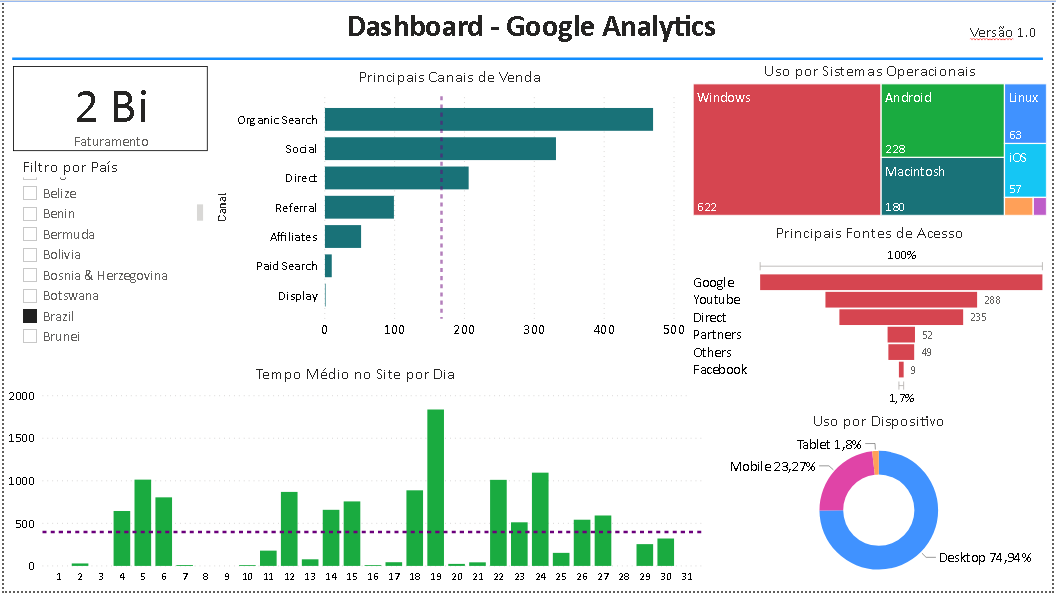 Dashboard - Google Analytics
Versão 1.0
2 Bi
Faturamento
Filtro por País
Belize
Benin
Bermuda
Bolivia
Bosnia & Herzegovina
Botswana
Brazil
Brunei
Principais Canais de Venda
Canal
Organic Search
Social
Direct
Referral
Affiliates
Paid Search
Display
0 100 200 300 400 500
Uso por Sistemas Operacionais
Windows
622
Android
228
Macintosh
180
Linux
63
iOS
57
Principais Fontes de Acesso
100%
Google
Youtube 288
Direct 235
Partners 52
Others 49
Facebook 9
1,7%
Tempo Médio no Site por Dia
2000
1500
1000
500
0
1 2 3 4 5 6 7 8 9 10 11 12 13 14 15 16 17 18 19 20 21 22 23 24 25 26 27 28 29 30 31
Uso por Dispositivo
Tablet 1,8%
Mobile 23,27%
Desktop 74,94%